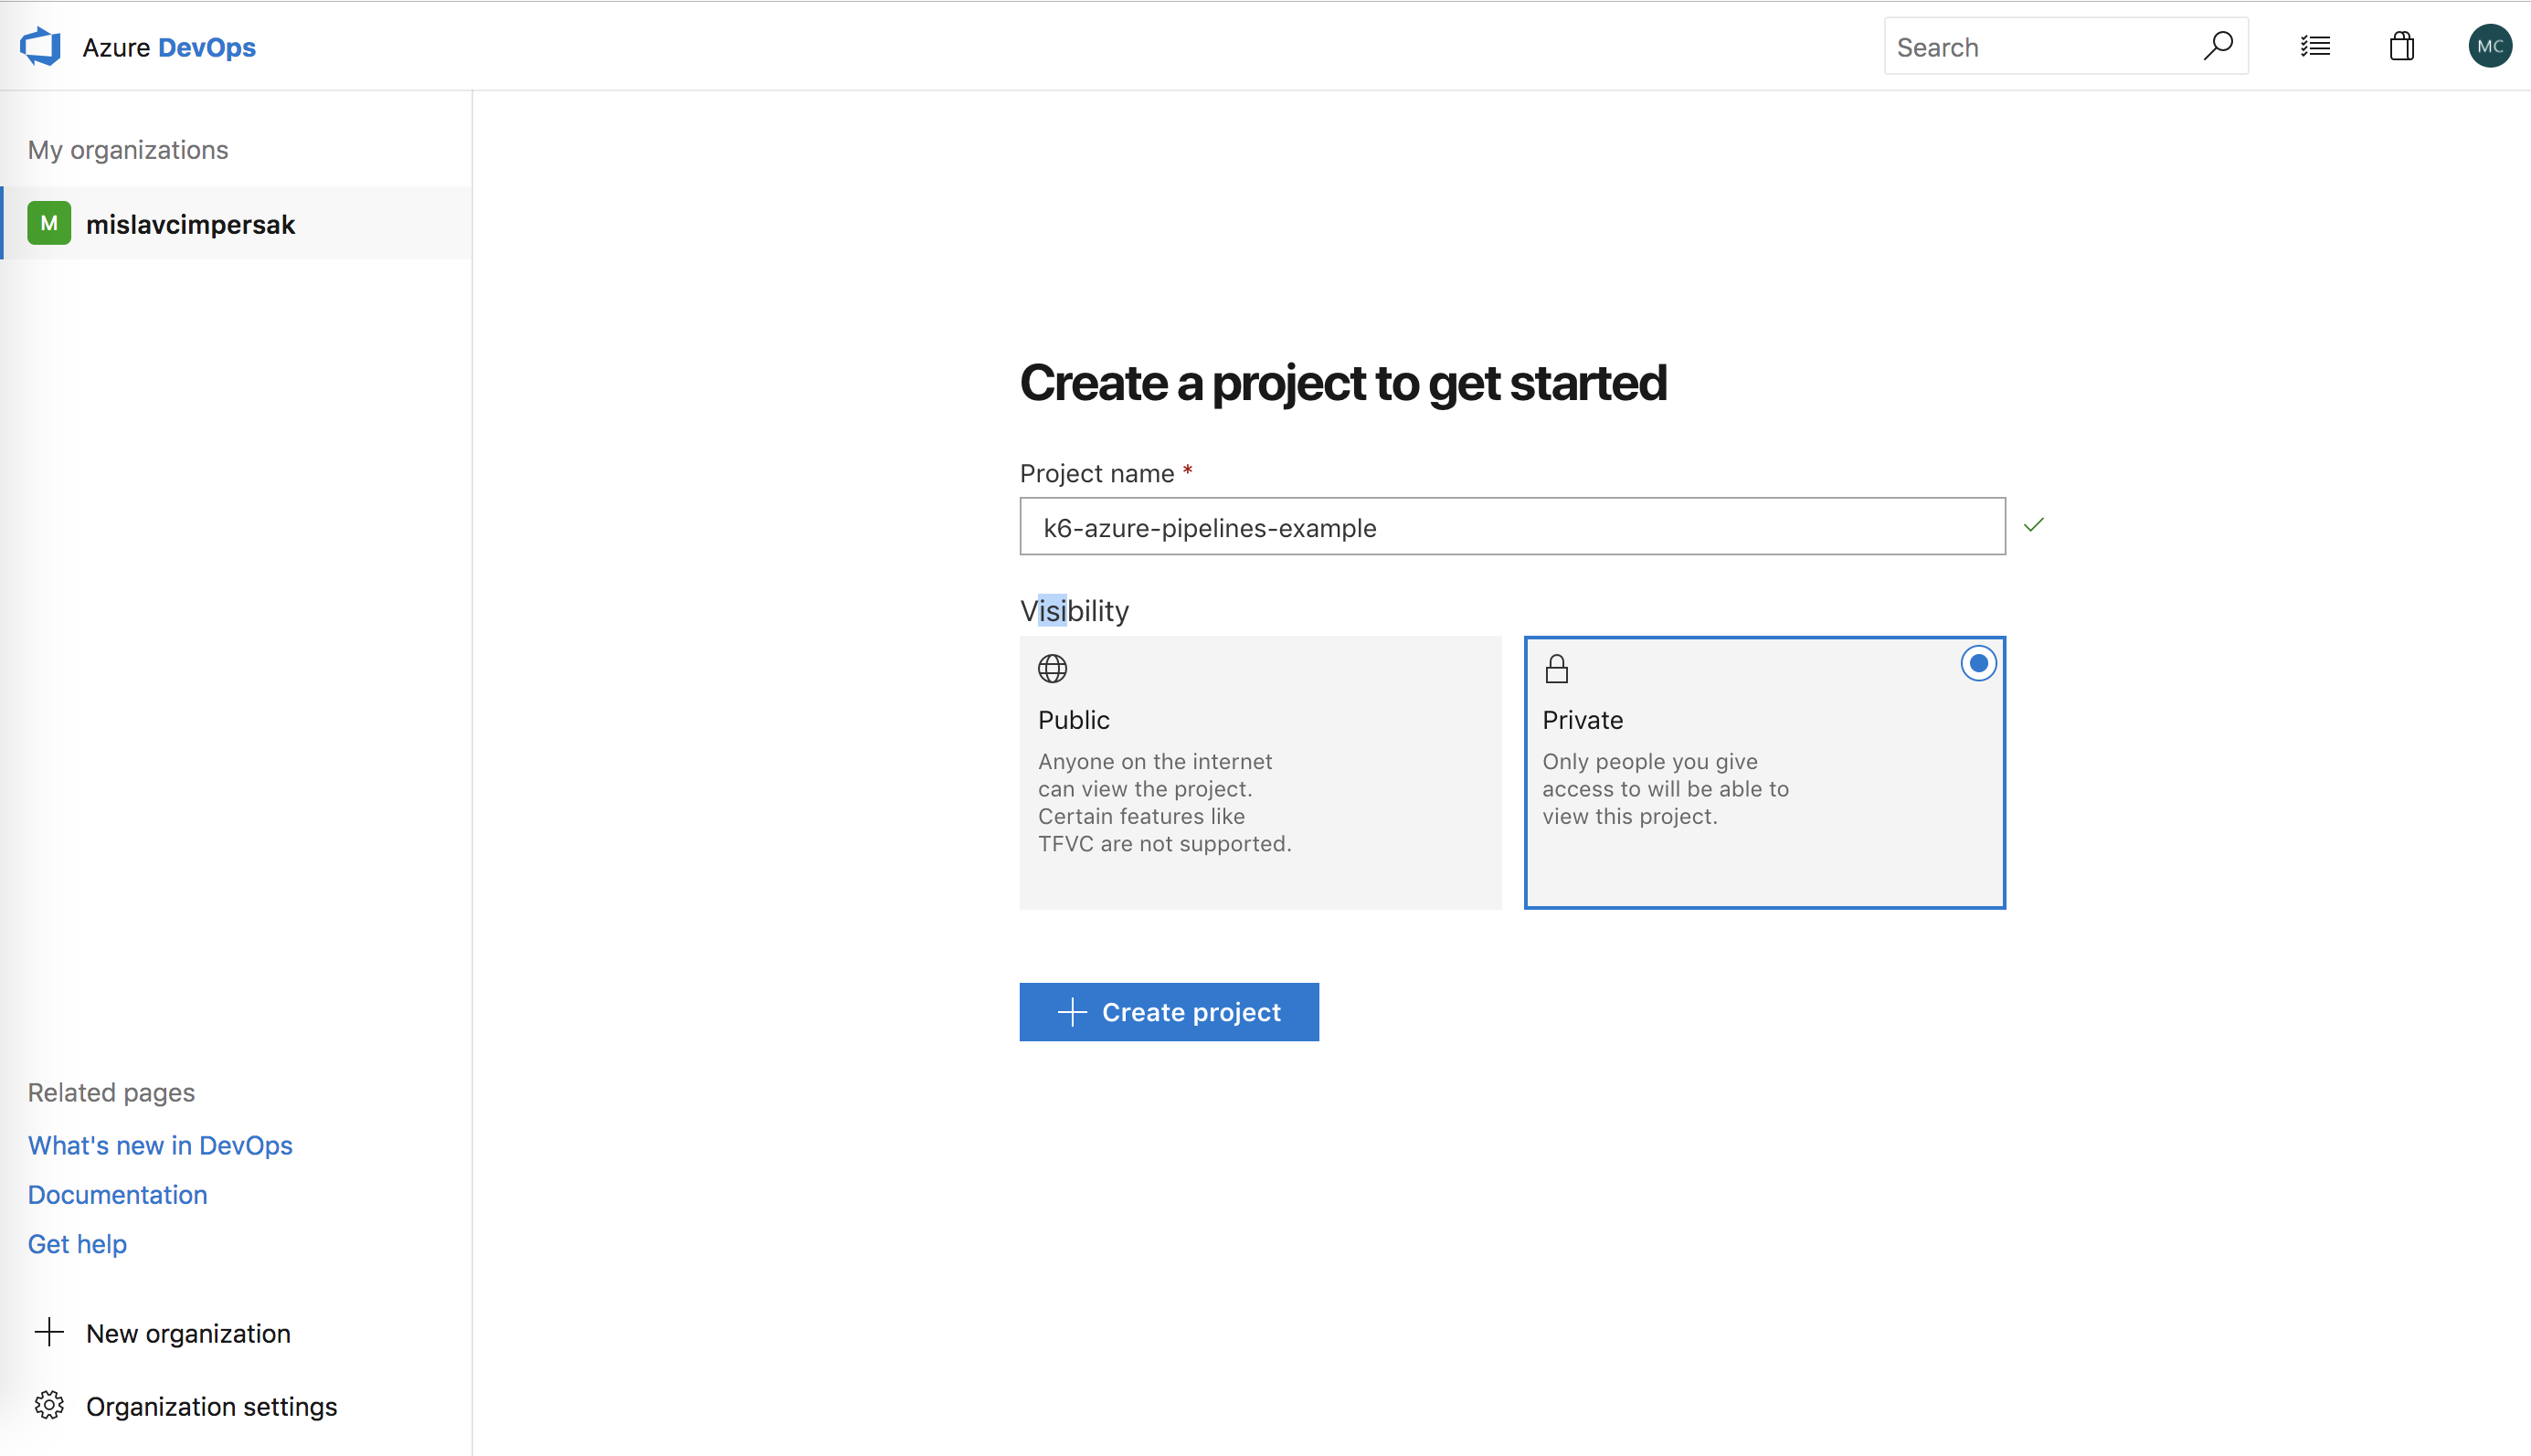 Azure DevOps
Search
MC
My organizations
M
mislavcimpersak
Create a project to get started
Project name *
k6-azure-pipelines-example
Visibility
Public
Anyone on the internet
can view the project.
Certain features like
TFVC are not supported.
Private
Only people you give
access to will be able to
view this project.
Create project
Related pages
What's new in DevOps
Documentation
Get help
New organization
Organization settings